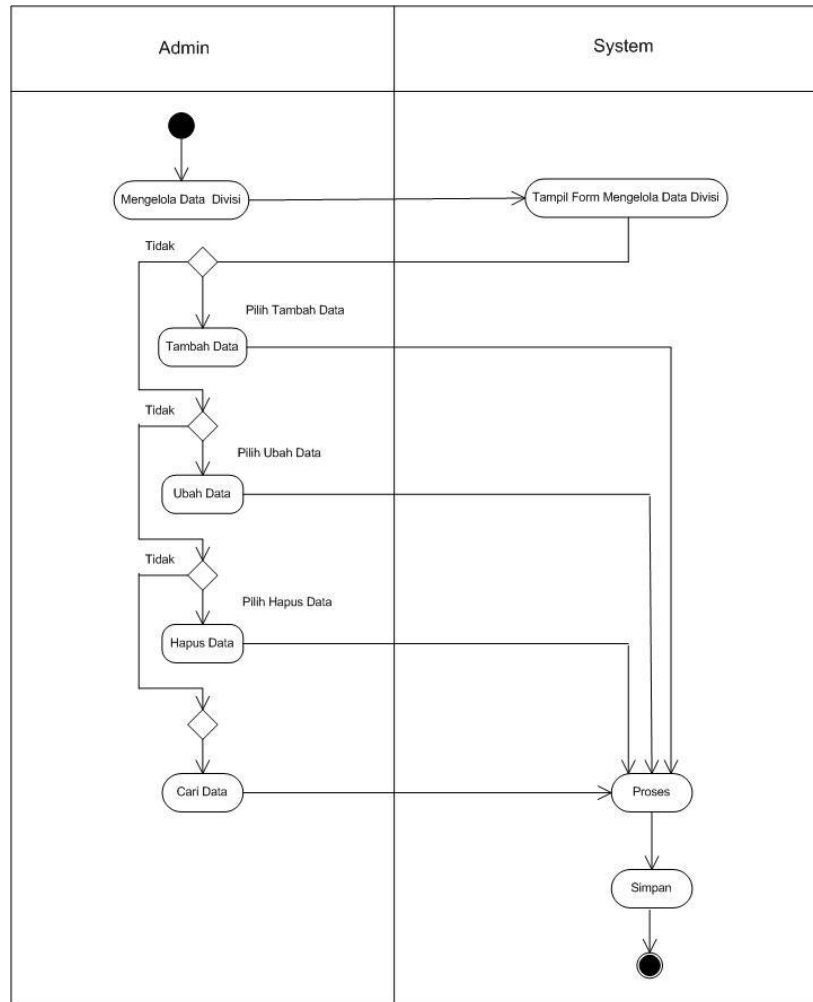 Admin
System
Mengelola Data Divisi
Tampil Form Mengelola Data Divisi
Tidak
Pilih Tambah Data
Tambah Data
Tidak
Pilih Ubah Data
Ubah Data
Tidak
Pilih Hapus Data
Hapus Data
Cari Data
Proses
Simpan